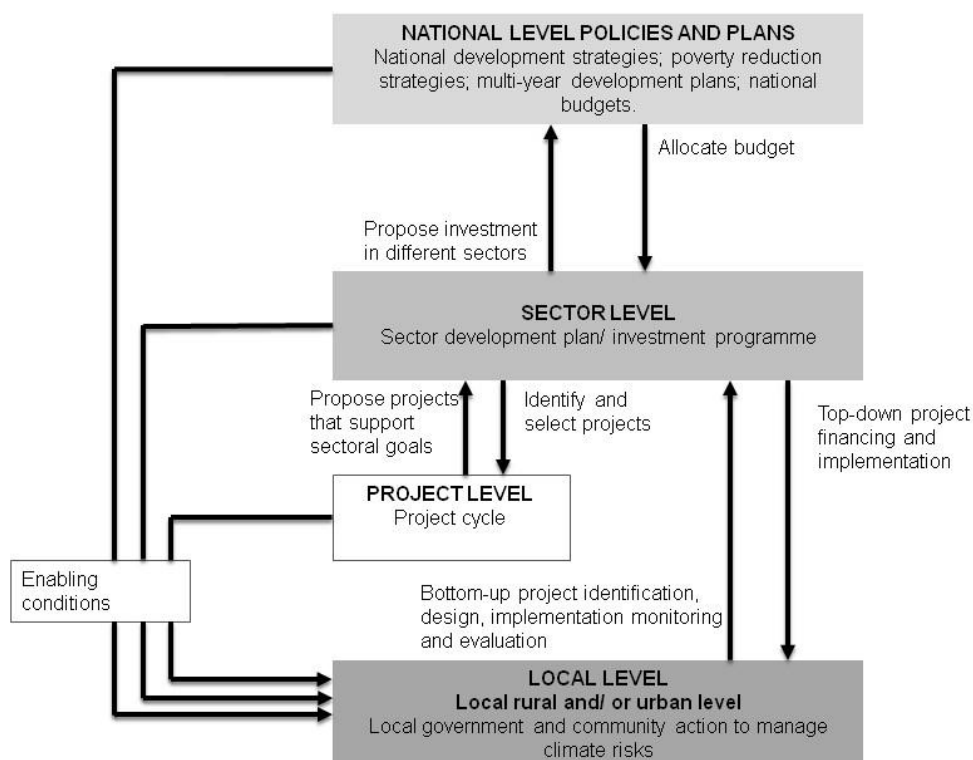 NATIONAL LEVEL POLICIES AND PLANS
National development strategies; poverty reduction
strategies; multi-year development plans; national
budgets.
Allocate budget
Propose investment
in different sectors
SECTOR LEVEL
Sector development plan/ investment programme
Propose projects
that support
sectoral goals
Identify and
select projects
Top-down project
financing and
implementation
PROJECT LEVEL
Project cycle
Enabling
conditions
Bottom-up project identification,
design, implementation monitoring
and evaluation
LOCAL LEVEL
Local rural and/ or urban level
Local government and community action to manage
climate risks